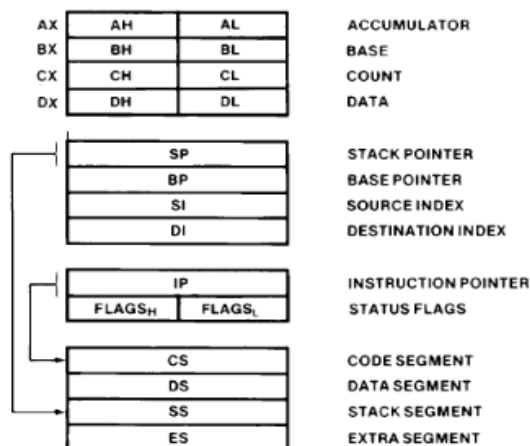 AX AH AL ACCUMULATOR
BX BH BL BASE
CX CH CL COUNT
DX DH DL DATA
SP STACK POINTER
BP BASE POINTER
SI SOURCE INDEX
DI DESTINATION INDEX
IP INSTRUCTION POINTER
FLAGSH FLAGSL STATUS FLAGS
CS CODE SEGMENT
DS DATA SEGMENT
SS STACK SEGMENT
ES EXTRA SEGMENT